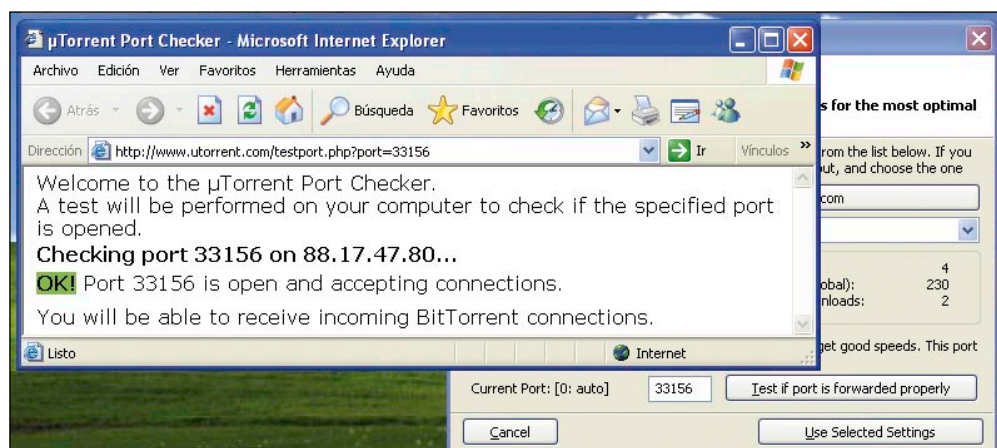 µTorrent Port Checker - Microsoft Internet Explorer
Archivo Edición Ver Favoritos Herramientas Ayuda
Atrás Búsqueda Favoritos
Dirección http://www.utorrent.com/testport.php?port=33156 Ir Vínculos »
Welcome to the µTorrent Port Checker.
A test will be performed on your computer to check if the specified port
is opened.
Checking port 33156 on 88.17.47.80...
OK! Port 33156 is open and accepting connections.
You will be able to receive incoming BitTorrent connections.
Listo Internet
s for the most optimal
rom the list below. If you
out, and choose the one
com
4
obal): 230
nloads: 2
get good speeds. This port
Current Port: [0: auto] 33156 Test if port is forwarded properly
Cancel Use Selected Settings